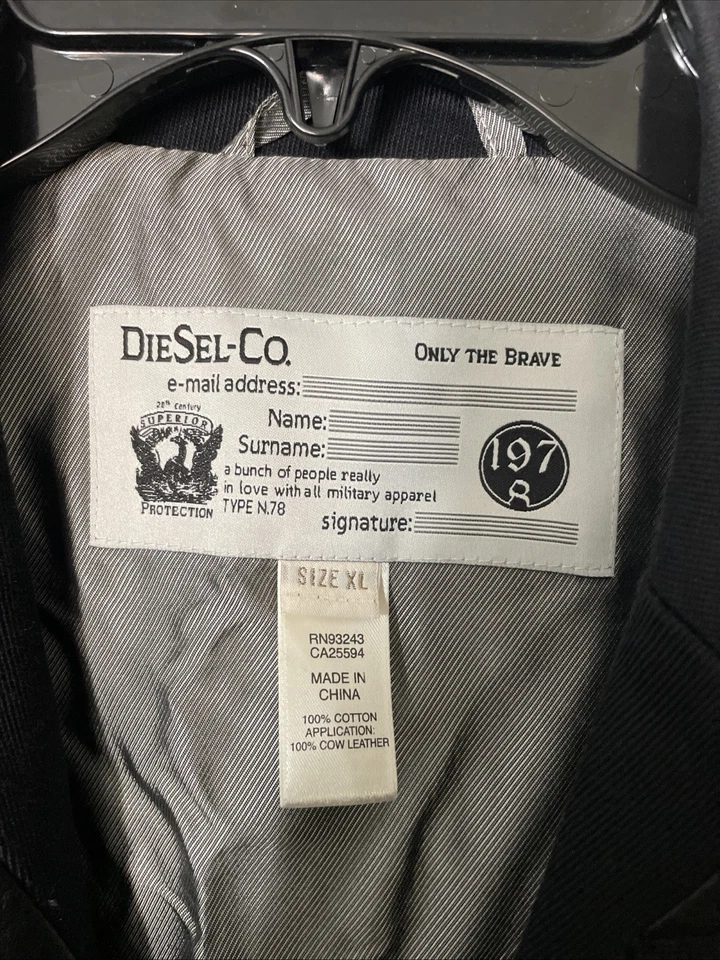 DIESEL-CO.
ONLY THE BRAVE
e-mail address:
20th Century
SUPERIOR
PROTECTION
Name:
Surname:
a bunch of people really
in love with all military apparel
TYPE N.78
signature:
197
8
SIZE XL
RN93243
CA25594
MADE IN
CHINA
100% COTTON
APPLICATION:
100% COW LEATHER